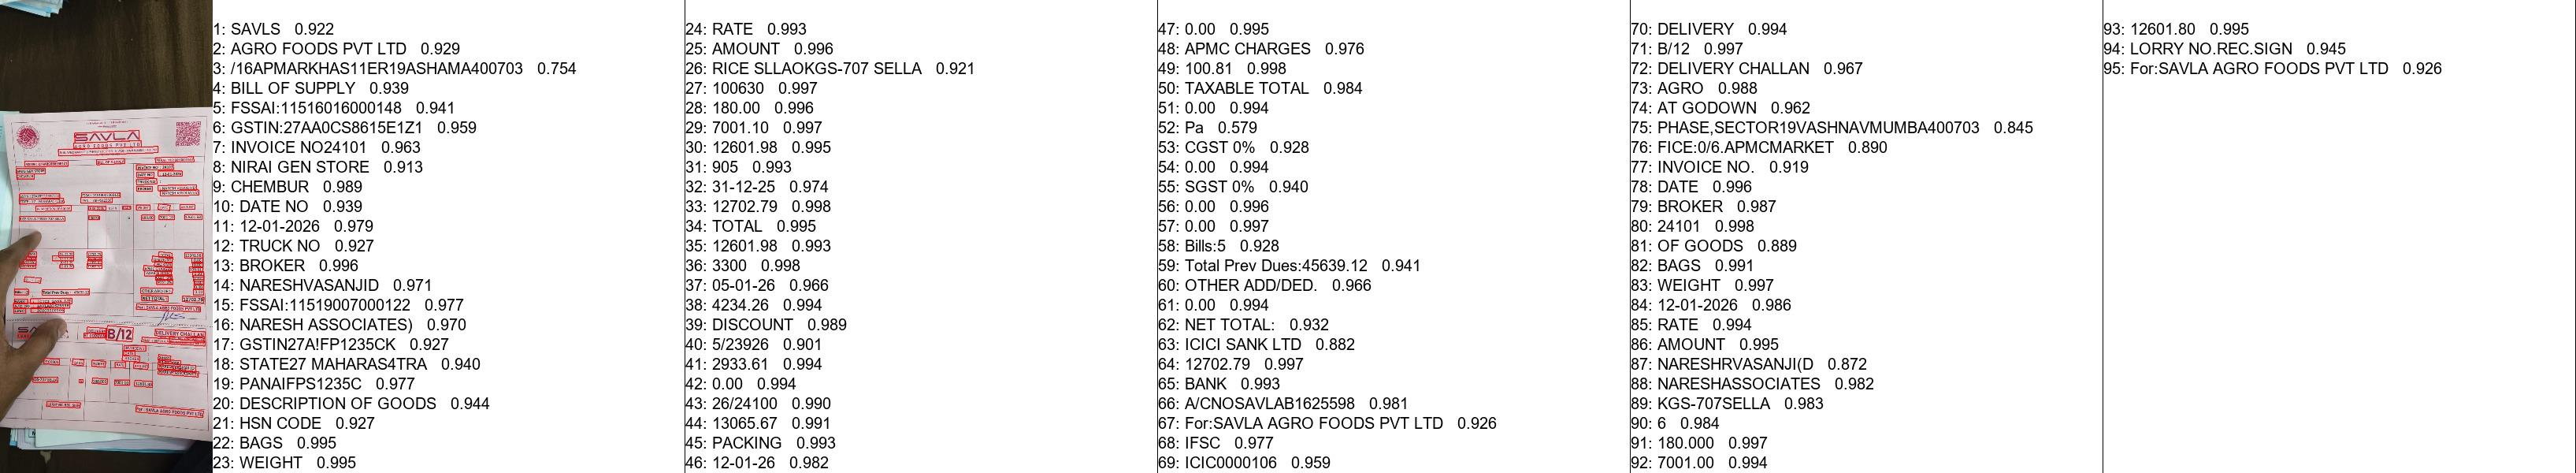 SAVLA
B/12
1: SAVLS 0.922
2: AGRO FOODS PVT LTD 0.929
3: /16APMARKHAS11ER19ASHAMA400703 0.754
4: BILL OF SUPPLY 0.939
5: FSSAI:11516016000148 0.941
6: GSTIN:27AA0CS8615E1Z1 0.959
7: INVOICE NO24101 0.963
8: NIRAI GEN STORE 0.913
9: CHEMBUR 0.989
10: DATE NO 0.939
11: 12-01-2026 0.979
12: TRUCK NO 0.927
13: BROKER 0.996
14: NARESHVASANJID 0.971
15: FSSAI:11519007000122 0.977
16: NARESH ASSOCIATES) 0.970
17: GSTIN27A!FP1235CK 0.927
18: STATE27 MAHARAS4TRA 0.940
19: PANAIFPS1235C 0.977
20: DESCRIPTION OF GOODS 0.944
21: HSN CODE 0.927
22: BAGS 0.995
23: WEIGHT 0.995
24: RATE 0.993
25: AMOUNT 0.996
26: RICE SLLAOKGS-707 SELLA 0.921
27: 100630 0.997
28: 180.00 0.996
29: 7001.10 0.997
30: 12601.98 0.995
31: 905 0.993
32: 31-12-25 0.974
33: 12702.79 0.998
34: TOTAL 0.995
35: 12601.98 0.993
36: 3300 0.998
37: 05-01-26 0.966
38: 4234.26 0.994
39: DISCOUNT 0.989
40: 5/23926 0.901
41: 2933.61 0.994
42: 0.00 0.994
43: 26/24100 0.990
44: 13065.67 0.991
45: PACKING 0.993
46: 12-01-26 0.982
47: 0.00 0.995
48: APMC CHARGES 0.976
49: 100.81 0.998
50: TAXABLE TOTAL 0.984
51: 0.00 0.994
52: Pa 0.579
53: CGST 0% 0.928
54: 0.00 0.994
55: SGST 0% 0.940
56: 0.00 0.996
57: 0.00 0.997
58: Bills:5 0.928
59: Total Prev Dues:45639.12 0.941
60: OTHER ADD/DED. 0.966
61: 0.00 0.994
62: NET TOTAL: 0.932
63: ICICI SANK LTD 0.882
64: 12702.79 0.997
65: BANK 0.993
66: A/CNOSAVLAB1625598 0.981
67: For:SAVLA AGRO FOODS PVT LTD 0.926
68: IFSC 0.977
69: ICIC0000106 0.959
70: DELIVERY 0.994
71: B/12 0.997
72: DELIVERY CHALLAN 0.967
73: AGRO 0.988
74: AT GODOWN 0.962
75: PHASE,SECTOR19VASHNAVMUMBA400703 0.845
76: FICE:0/6.APMCMARKET 0.890
77: INVOICE NO. 0.919
78: DATE 0.996
79: BROKER 0.987
80: 24101 0.998
81: OF GOODS 0.889
82: BAGS 0.991
83: WEIGHT 0.997
84: 12-01-2026 0.986
85: RATE 0.994
86: AMOUNT 0.995
87: NARESHRVASANJI(D 0.872
88: NARESHASSOCIATES 0.982
89: KGS-707SELLA 0.983
90: 6 0.984
91: 180.000 0.997
92: 7001.00 0.994
93: 12601.80 0.995
94: LORRY NO.REC.SIGN 0.945
95: For:SAVLA AGRO FOODS PVT LTD 0.926